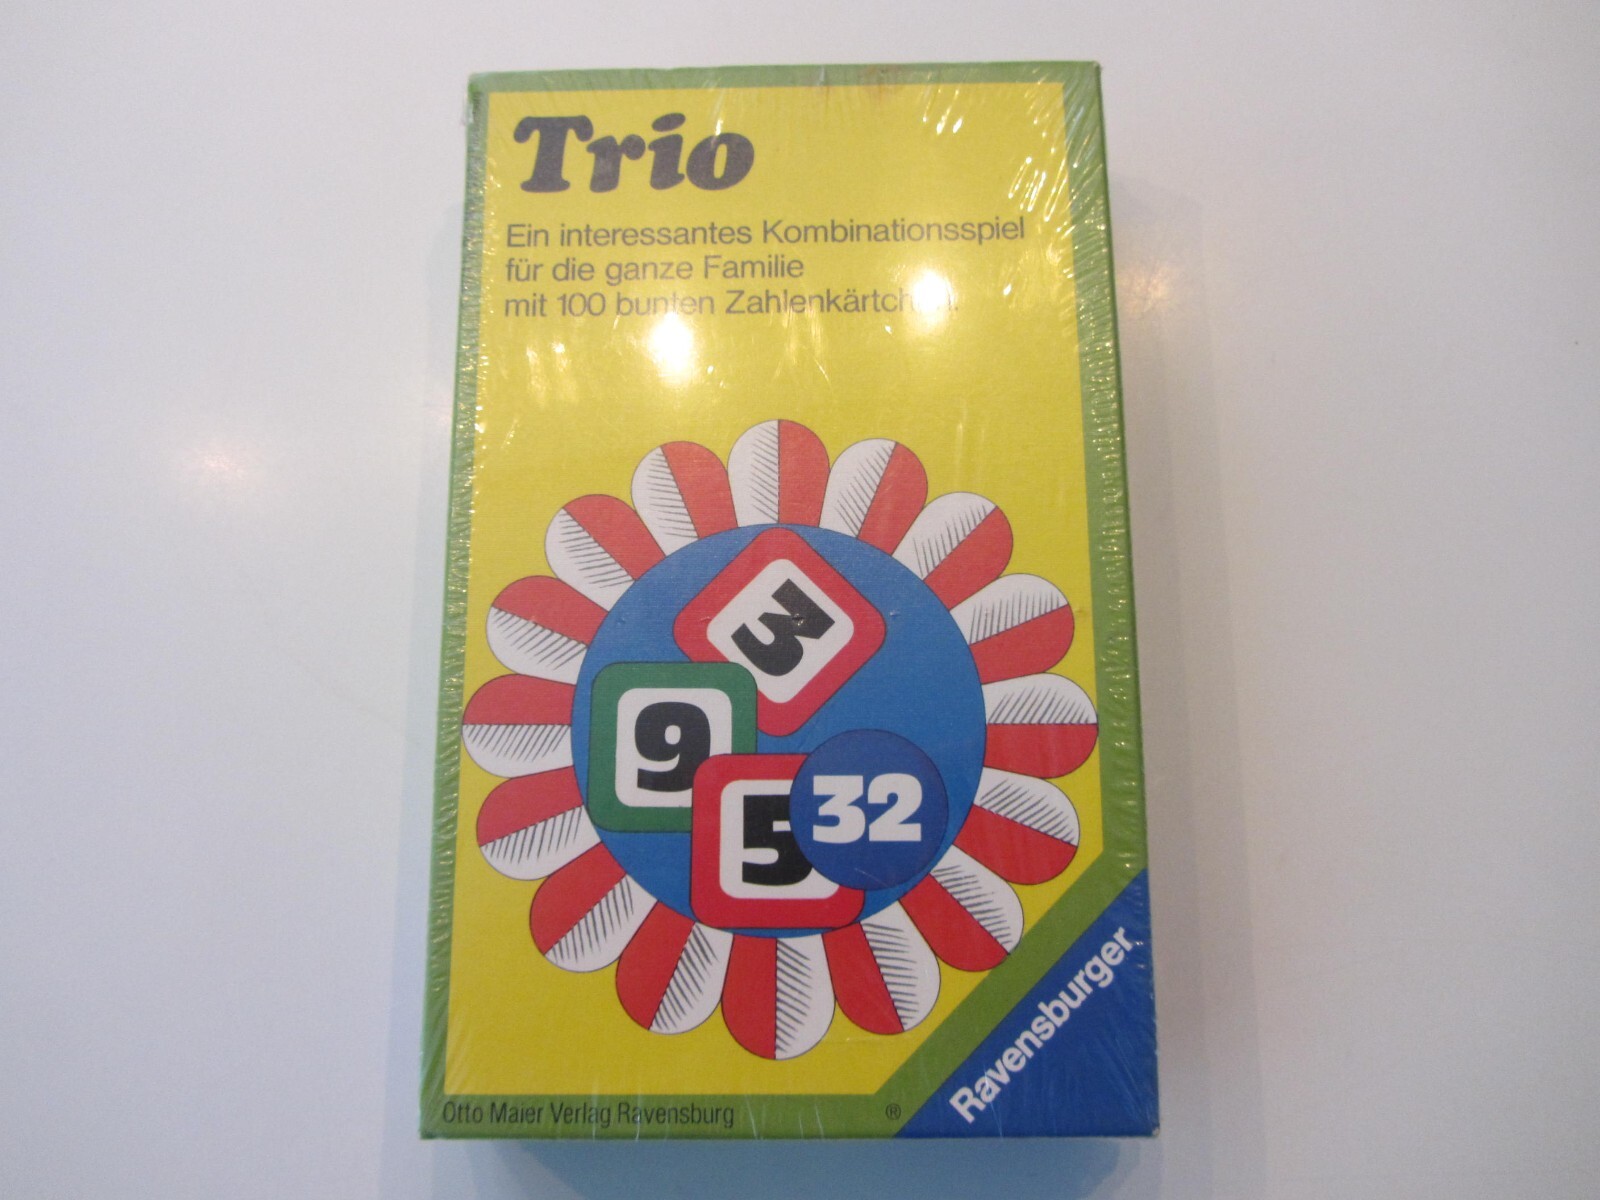 Trio
Ein interessantes Kombinationsspiel
für die ganze Familie
mit 100 bunten Zahlenkärtchen.
3
9
5
32
Ravensburger
Otto Maier Verlag Ravensburg
®